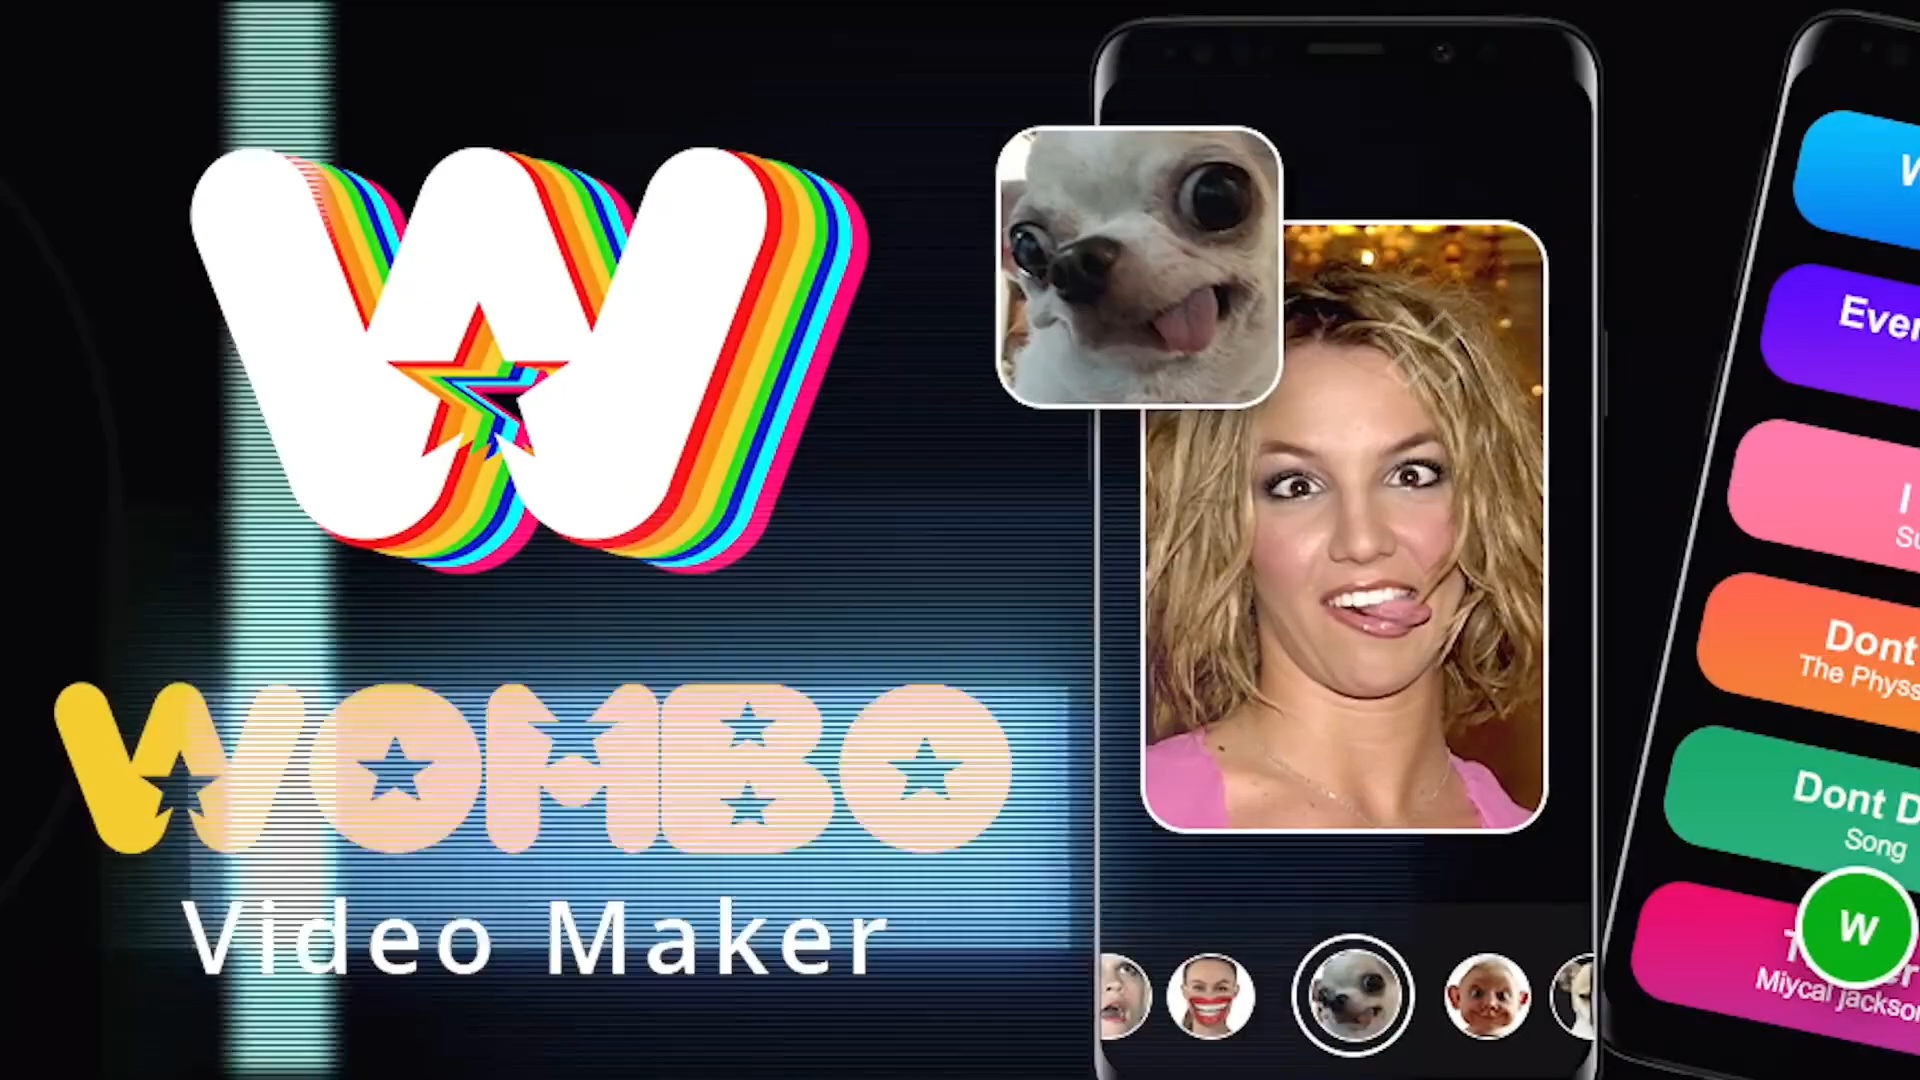 W
WOMBO
Video Maker
W
Ever
I
Dont
The Physs
Dont D
Song
W
Miycal jackson